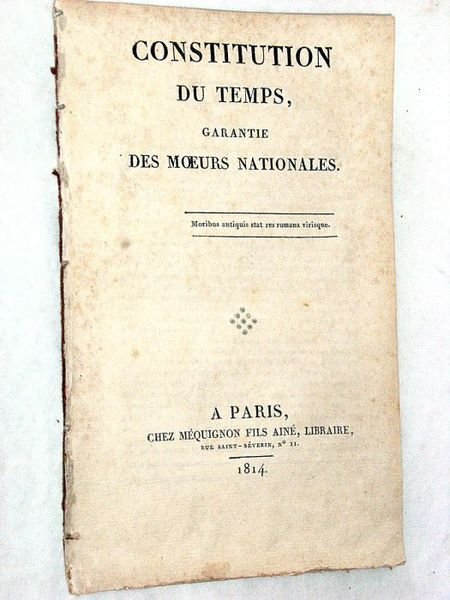 CONSTITUTION
DU TEMPS,
GARANTIE
DES MŒURS NATIONALES.
Moribus antiquis stat res romana virisque.
A PARIS,
CHEZ MÉQUIGNON FILS AINÉ, LIBRAIRE,
RUE SAINT-SÉVERIN, Nº 11.
1814.